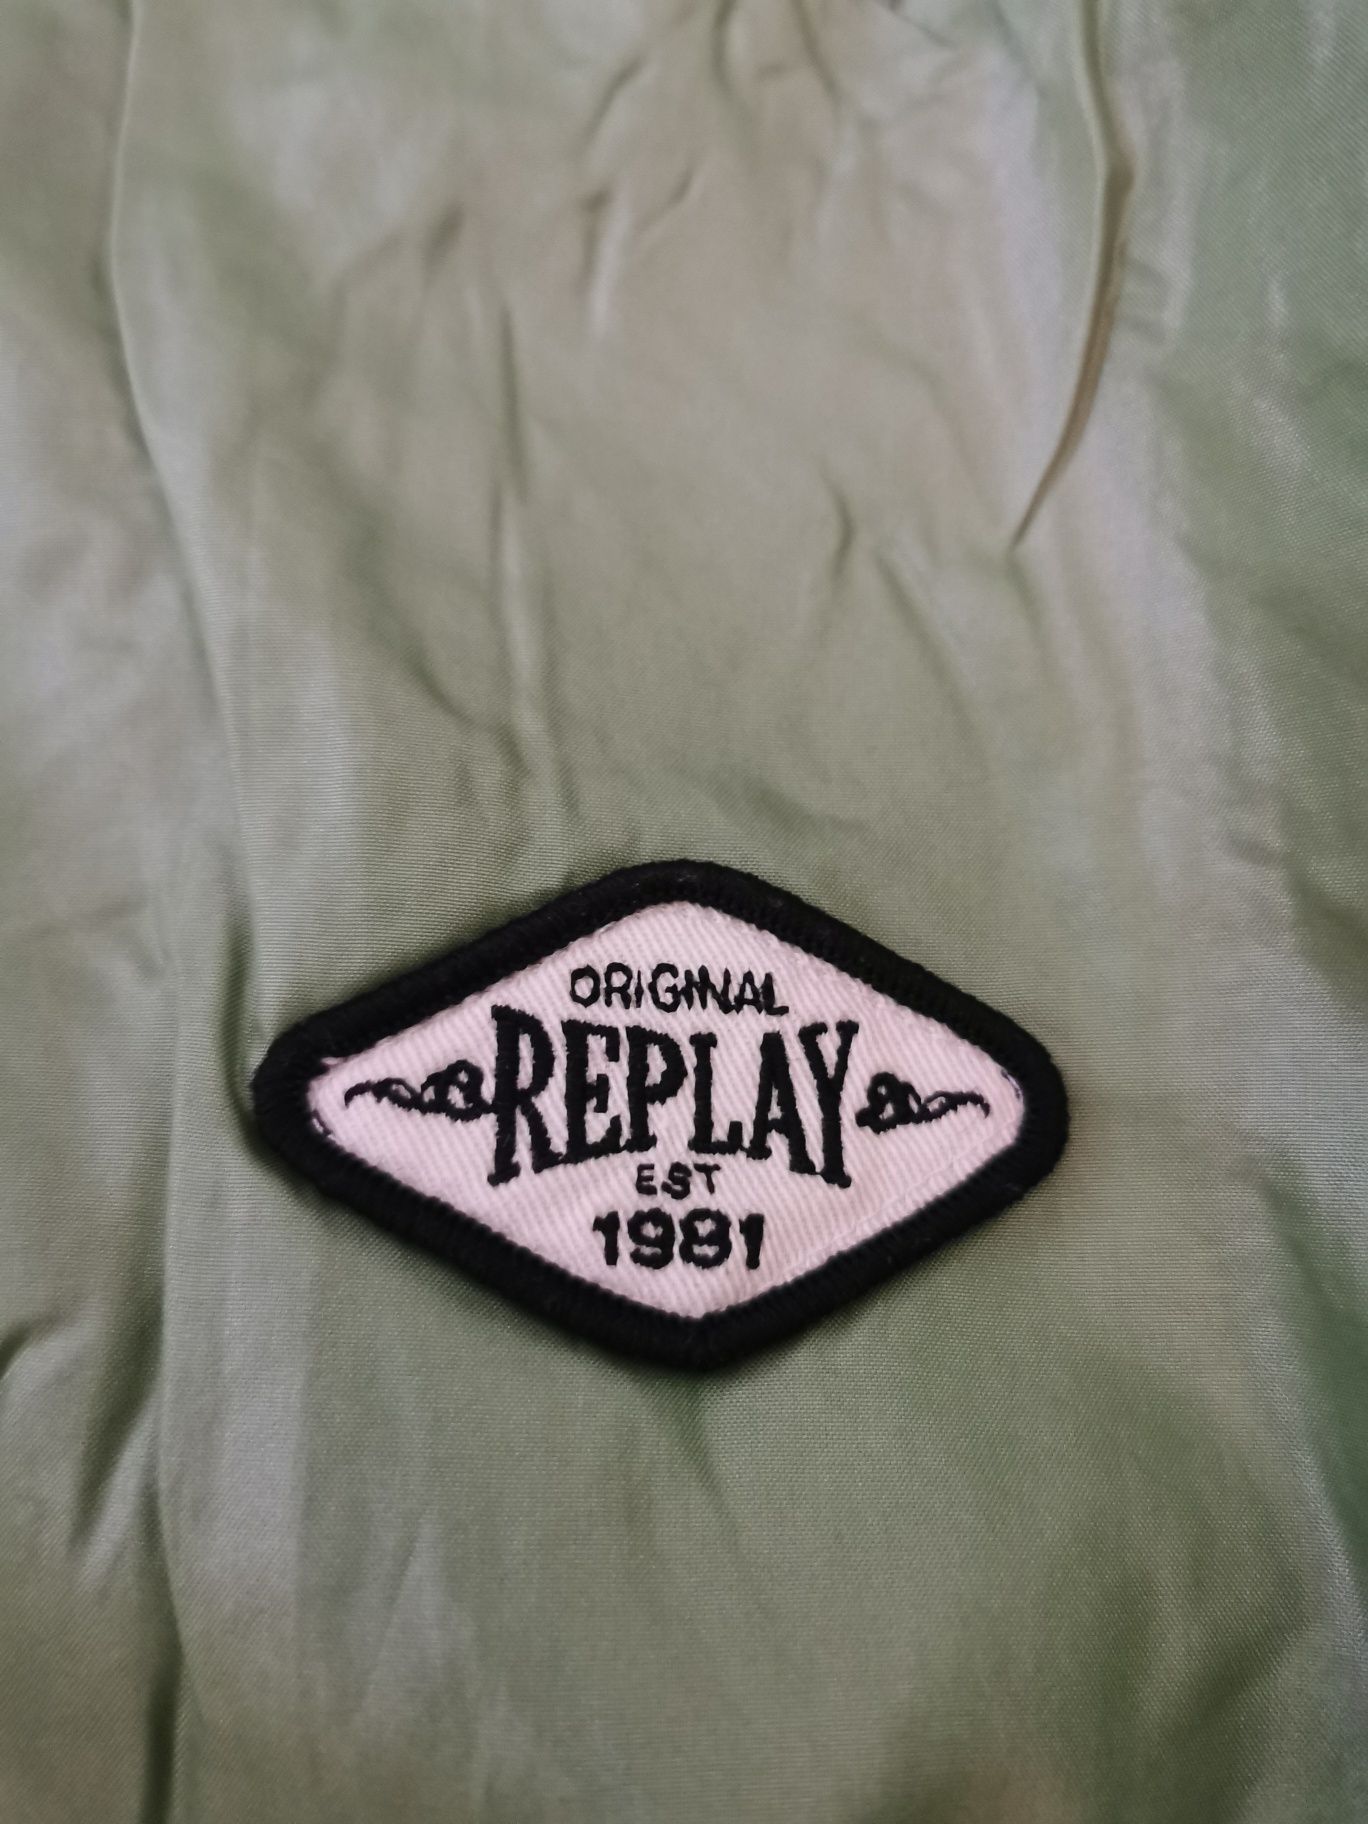 ORIGINAL
REPLAY
EST
1981